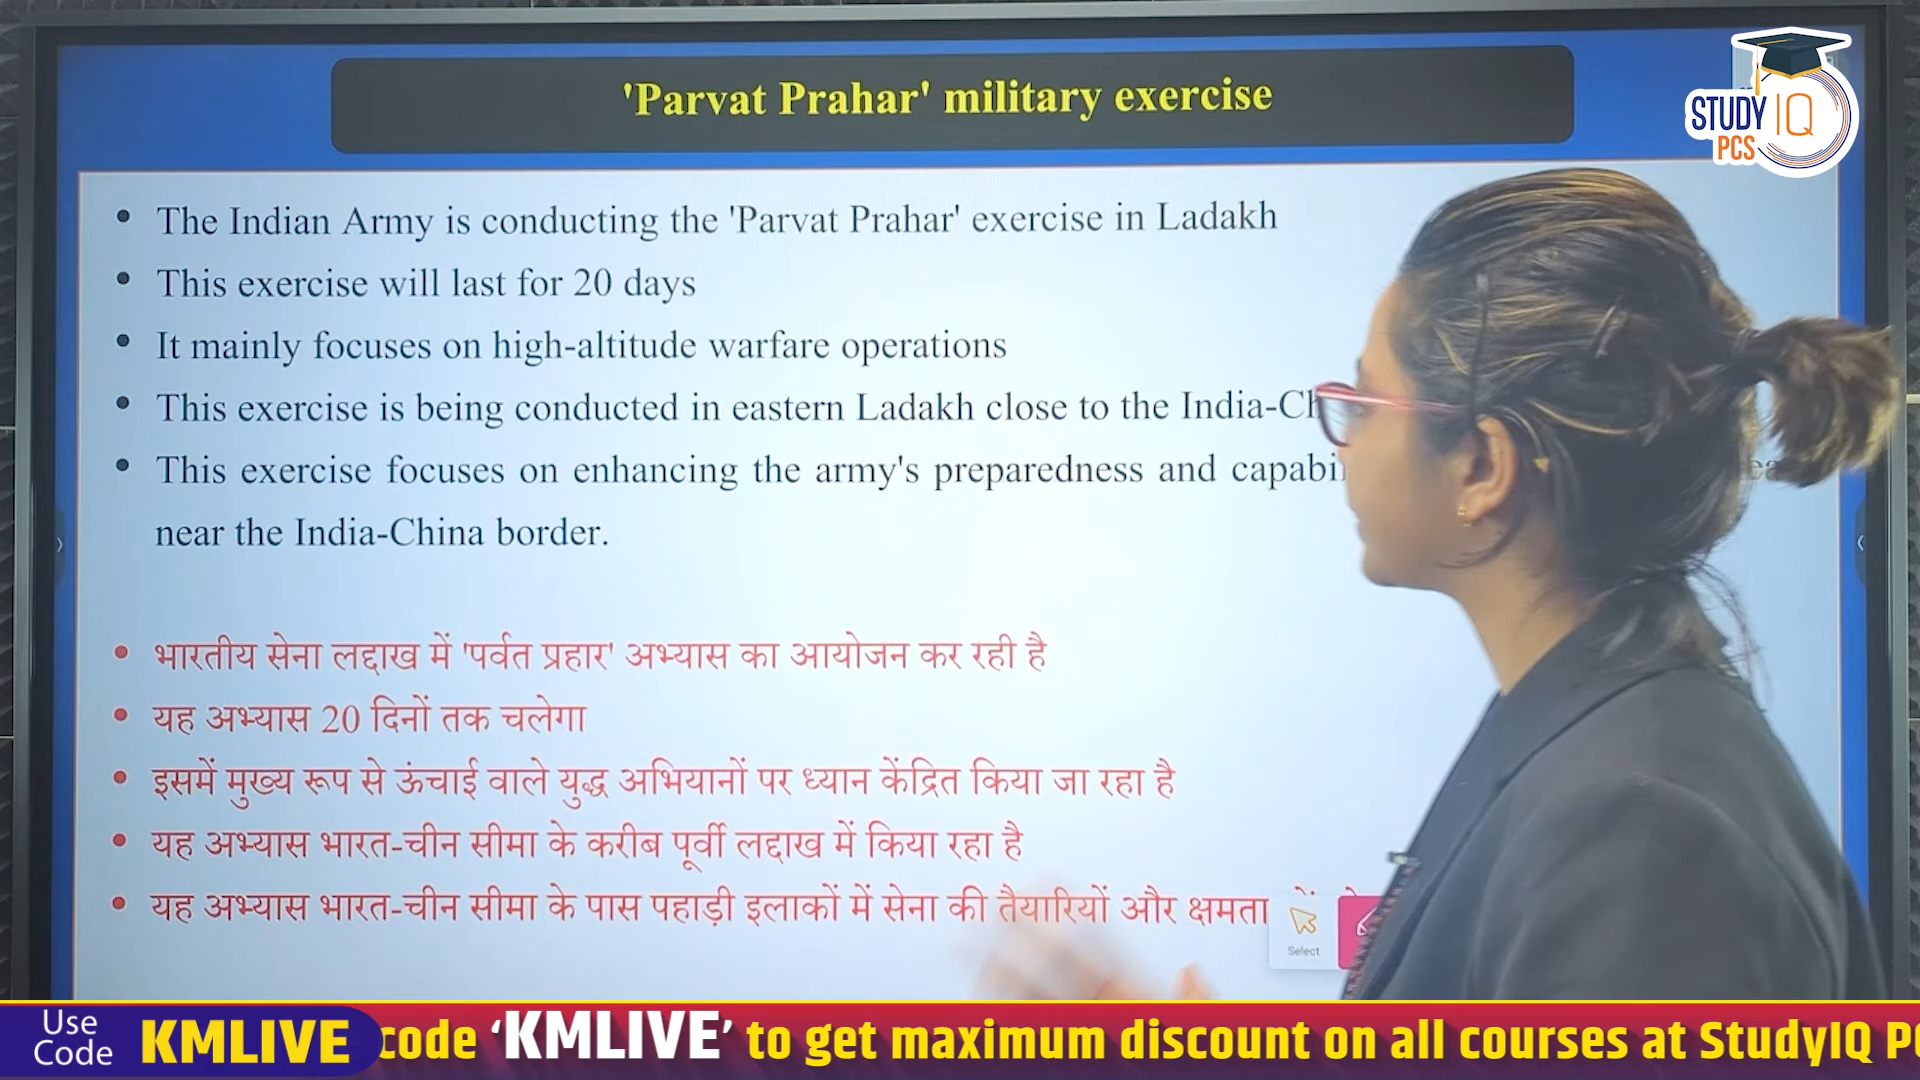 'Parvat Prahar' military exercise
STUDY IQ
PCS
• The Indian Army is conducting the 'Parvat Prahar' exercise in Ladakh
• This exercise will last for 20 days
• It mainly focuses on high-altitude warfare operations
• This exercise is being conducted in eastern Ladakh close to the
• This exercise focuses on enhancing the army's preparedness and
near the India-China border.
• भारतीय सेना लद्दाख में 'पर्वत प्रहार' अभ्यास का आयोजन कर रही है
• यह अभ्यास 20 दिनों तक चलेगा
• इसमें मुख्य रूप से ऊंचाई वाले युद्ध अभियानों पर ध्यान केंद्रित किया जा रहा है
• यह अभ्यास भारत-चीन सीमा के करीब पूर्वी लद्दाख में किया रहा है
• यह अभ्यास भारत-चीन सीमा के पास पहाड़ी इलाकों में सेना की तैयारियों और क्षमता
Select
Use
Code
KMLIVE
code 'KMLIVE' to get maximum discount on all courses at StudyIQ